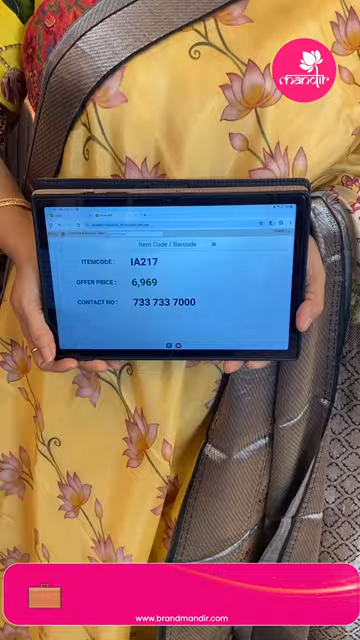 mandir
Item Code / Barcode
ITEMCODE : IA217
OFFER PRICE : 6,969
CONTACT NO : 733 733 7000
www.brandmandir.com